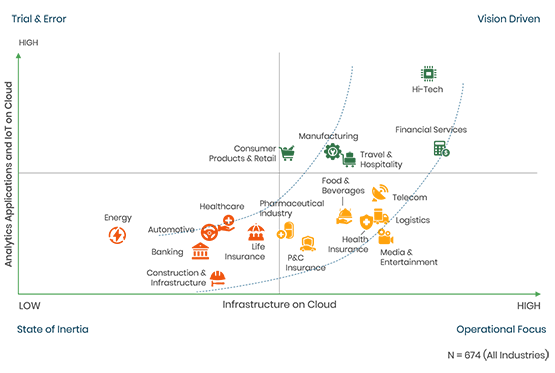 Trial & Error
Vision Driven
HIGH
Hi-Tech
Manufacturing
Financial Services
Consumer
Products & Retail
Travel &
Hospitality
Analytics Applications and IoT on Cloud
Food &
Beverages
Telecom
Healthcare
Pharmaceutical
Industry
Energy
Logistics
Automotive
Health
Insurance
Life
Insurance
Banking
Media &
Entertainment
P&C
Insurance
Construction &
Infrastructure
LOW
Infrastructure on Cloud
HIGH
State of Inertia
Operational Focus
N = 674 (All Industries)